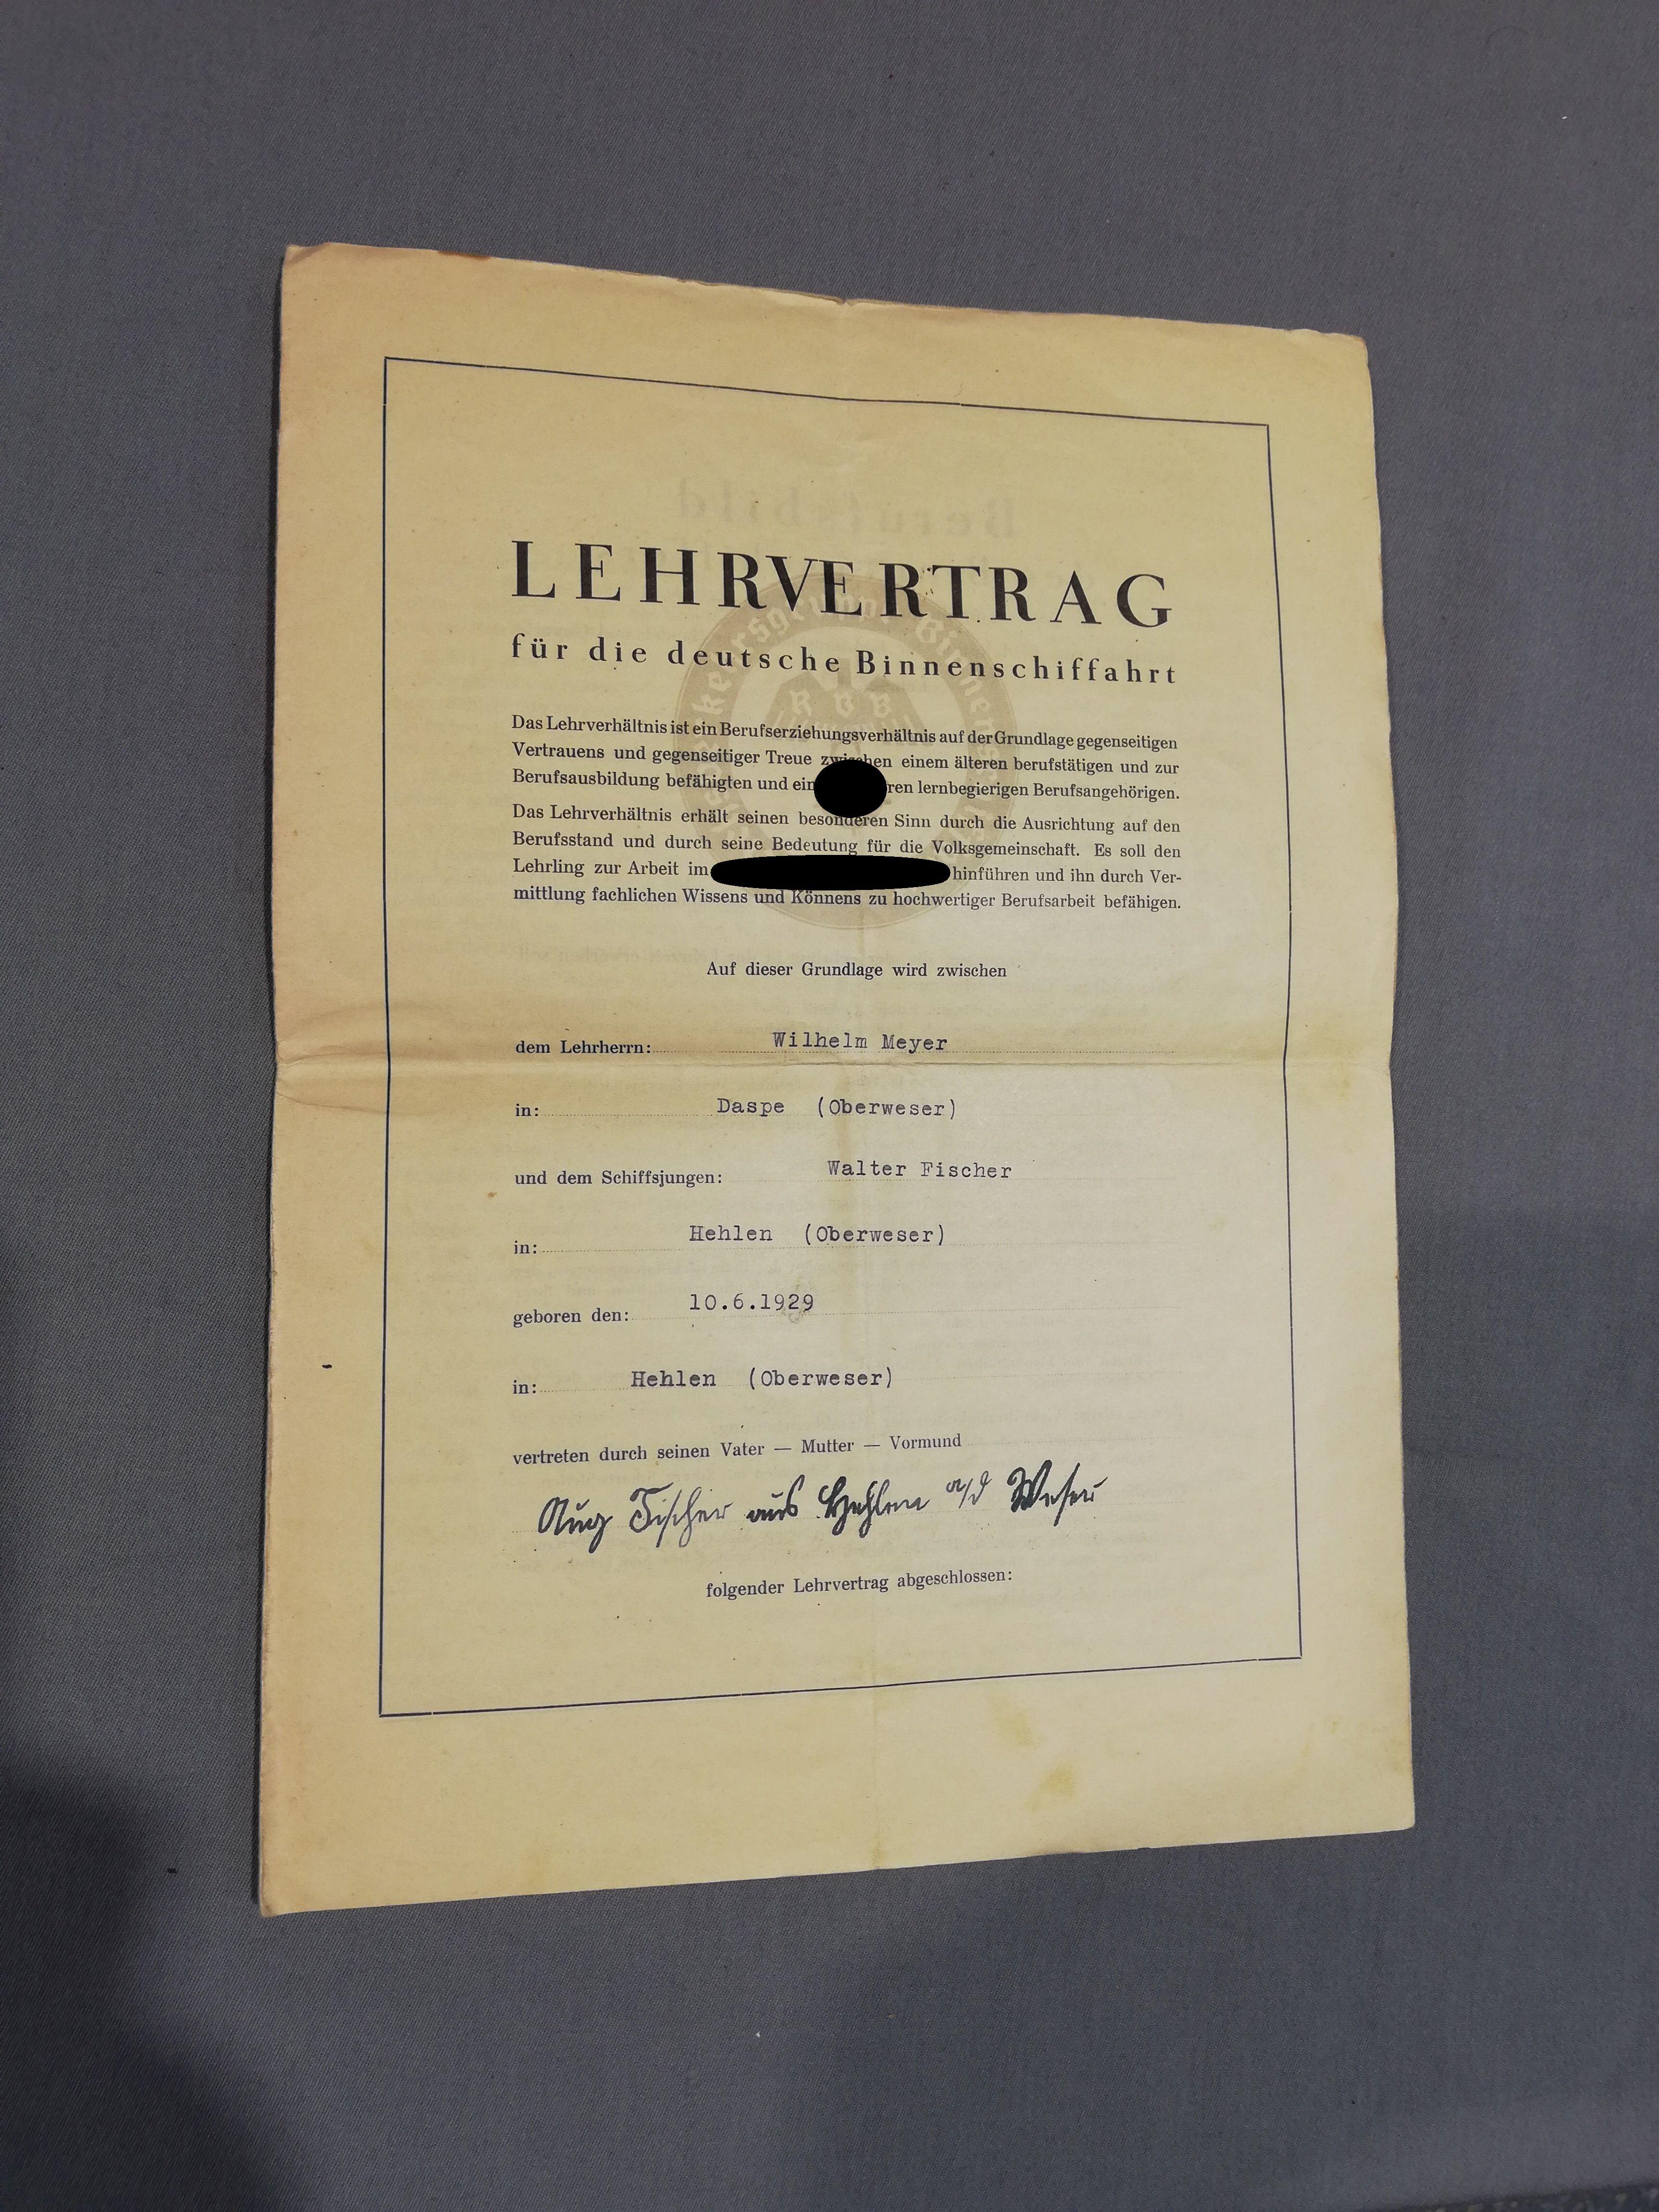 LEHRVERTRAG
für die deutsche Binnenschiffahrt
R V B
Das Lehrverhältnis ist ein Berufserziehungsverhältnis auf der Grundlage gegenseitigen
Vertrauens und gegenseitiger Treue zwischen einem älteren berufstätigen und zur
Berufsausbildung befähigten und ein ren lernbegierigen Berufsangehörigen.
Das Lehrverhältnis erhält seinen besonderen Sinn durch die Ausrichtung auf den
Berufsstand und durch seine Bedeutung für die Volksgemeinschaft. Es soll den
Lehrling zur Arbeit im hinführen und ihn durch Ver-
mittlung fachlichen Wissens und Könnens zu hochwertiger Berufsarbeit befähigen.
Auf dieser Grundlage wird zwischen
dem Lehrherrn: Wilhelm Meyer
in: Daspe (Oberweser)
und dem Schiffsjungen: Walter Fischer
in: Hehlen (Oberweser)
geboren den: 10.6.1929
in: Hehlen (Oberweser)
vertreten durch seinen Vater — Mutter — Vormund
Aug Fischer aus Hehlen a/d Weser
folgender Lehrvertrag abgeschlossen: